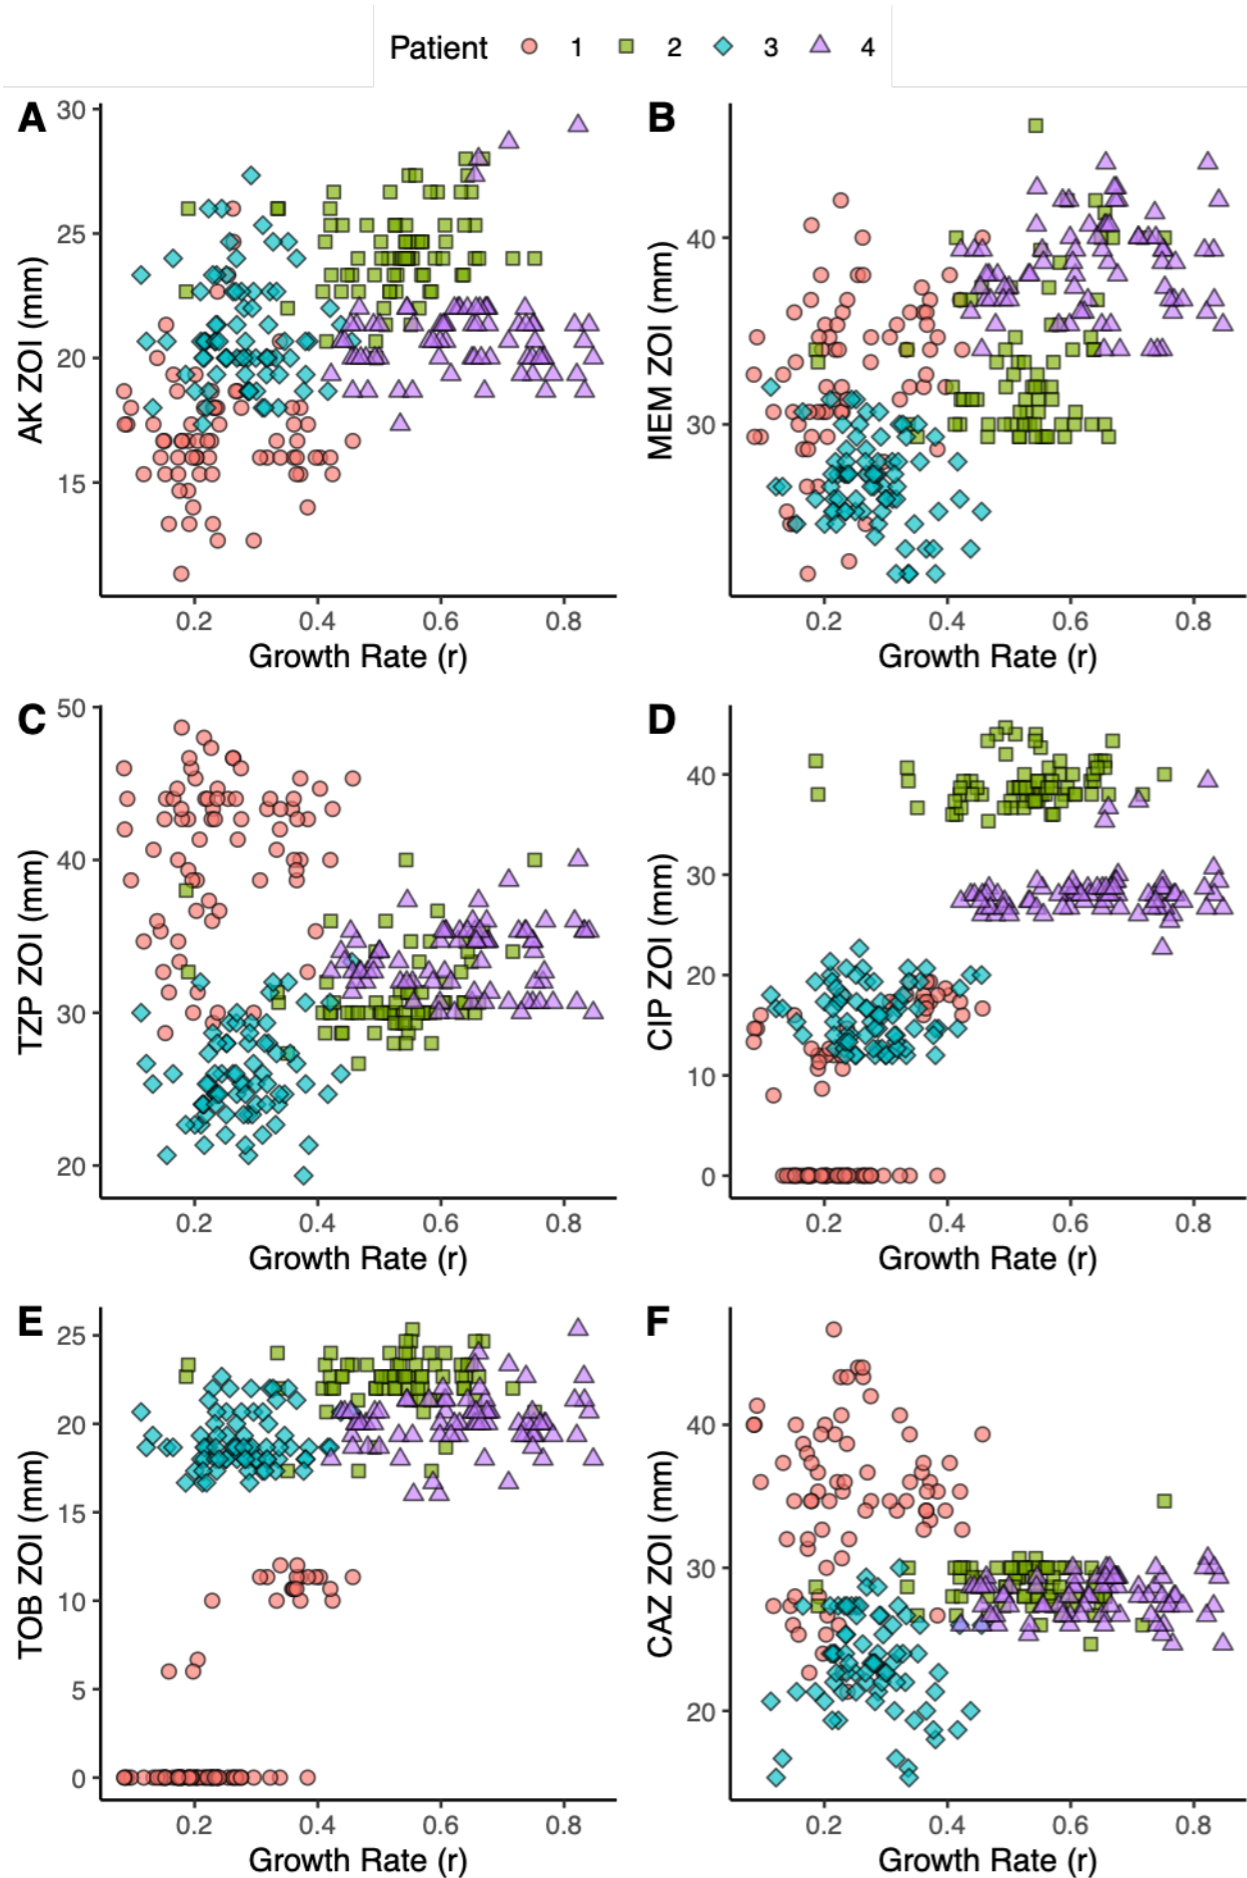 Patient 1 2 3 4
A
AK ZOI (mm)
30
25
20
15
0.2 0.4 0.6 0.8
Growth Rate (r)
B
MEM ZOI (mm)
40
30
0.2 0.4 0.6 0.8
Growth Rate (r)
C
TZP ZOI (mm)
50
40
30
20
0.2 0.4 0.6 0.8
Growth Rate (r)
D
CIP ZOI (mm)
40
30
20
10
0
0.2 0.4 0.6 0.8
Growth Rate (r)
E
TOB ZOI (mm)
25
20
15
10
5
0
0.2 0.4 0.6 0.8
Growth Rate (r)
F
CAZ ZOI (mm)
40
30
20
0.2 0.4 0.6 0.8
Growth Rate (r)